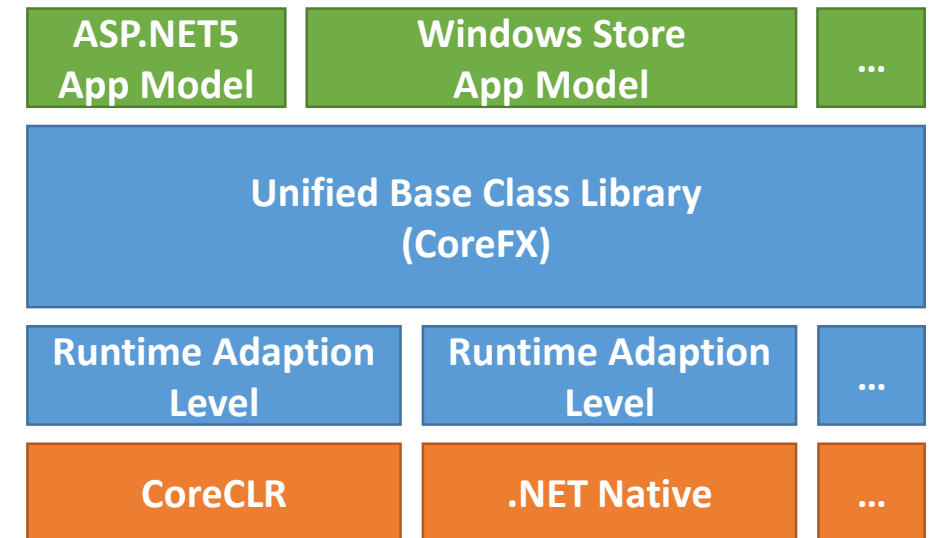 ASP.NET5
App Model
Windows Store
App Model
…
Unified Base Class Library
(CoreFX)
Runtime Adaption
Level
Runtime Adaption
Level
…
CoreCLR
.NET Native
…